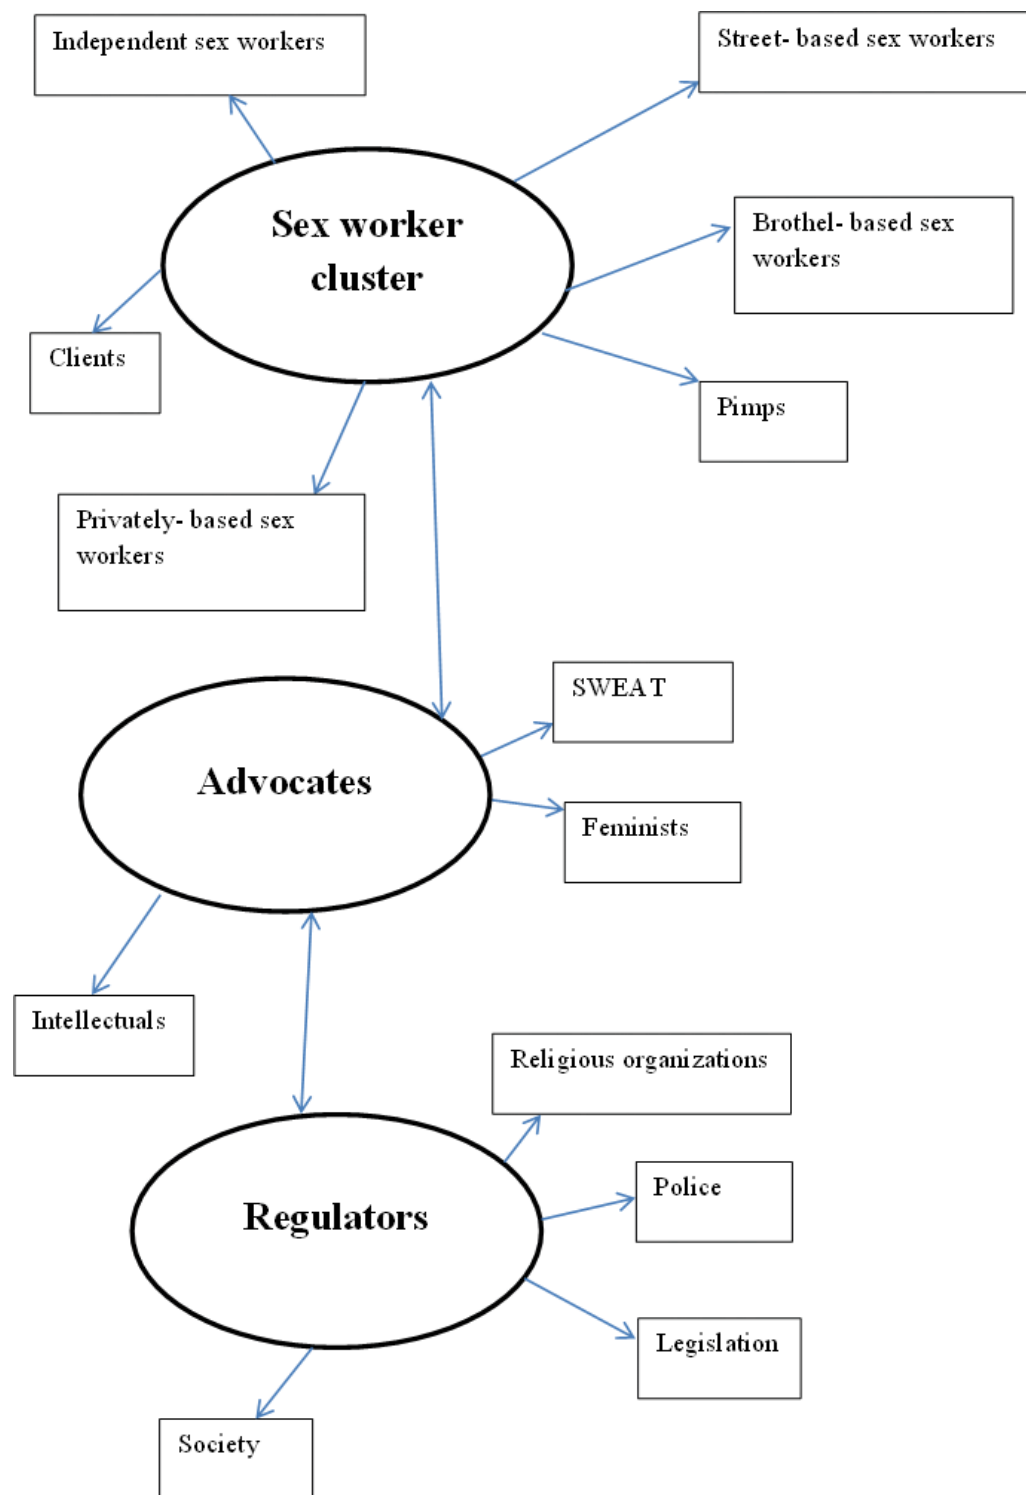 Independent sex workers
Street- based sex workers
Sex worker
cluster
Brothel- based sex
workers
Clients
Pimps
Privately- based sex
workers
SWEAT
Advocates
Feminists
Intellectuals
Religious organizations
Police
Regulators
Legislation
Society